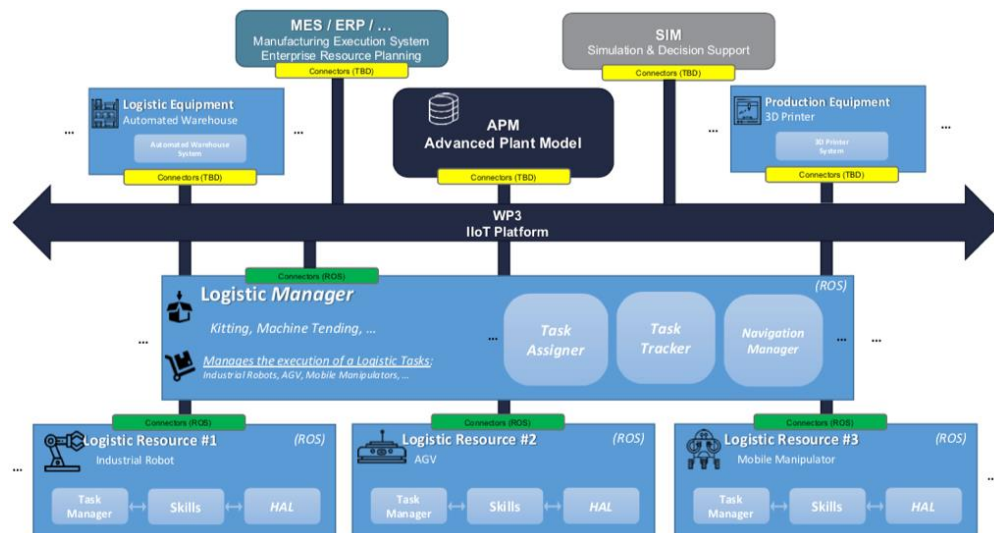 MES / ERP / ...
Manufacturing Execution System
Enterprise Resource Planning
Connectors (TBD)
SIM
Simulation & Decision Support
Connectors (TBD)
Logistic Equipment
Automated Warehouse
...
...
Automated Warehouse
System
Connectors (TBD)
APM
Advanced Plant Model
Connectors (TBD)
Production Equipment
3D Printer
...
...
3D Printer
System
Connectors (TBD)
WP3
IIoT Platform
Connectors (ROS)
Logistic Manager
(ROS)
Kitting, Machine Tending, ...
Manages the execution of a Logistic Tasks;
Industrial Robots, AGV, Mobile Manipulators, ...
...
...
Task
Assigner
Task
Tracker
Navigation
Manager
...
...
Connectors (ROS)
Logistic Resource #1
(ROS)
Industrial Robot
...
Task
Manager
Skills
HAL
Connectors (ROS)
Logistic Resource #2
(ROS)
AGV
Task
Manager
Skills
HAL
Connectors (ROS)
Logistic Resource #3
(ROS)
Mobile Manipulator
...
Task
Manager
Skills
HAL